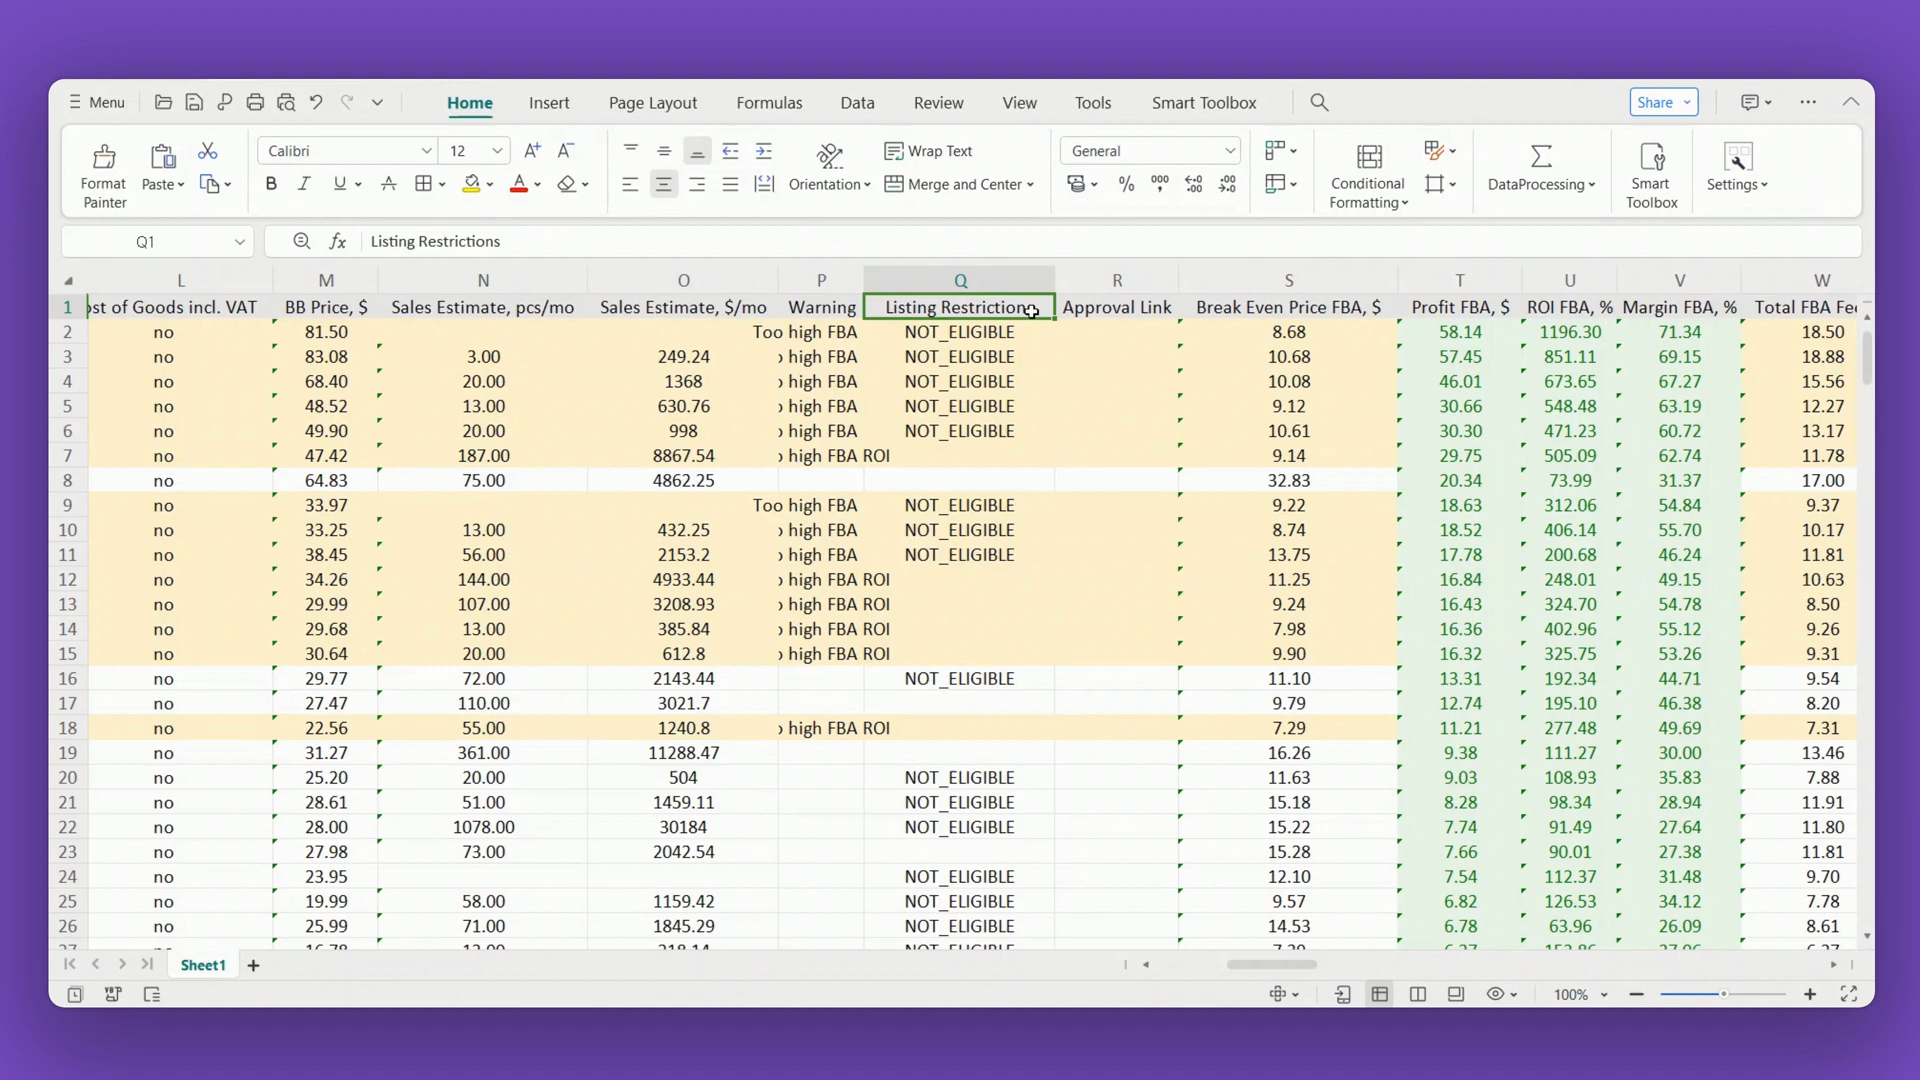 Menu Home Insert Page Layout Formulas Data Review View Tools Smart Toolbox Share
Calibri 12 Wrap Text General
Format Painter Paste Orientation Merge and Center Conditional Formatting DataProcessing Smart Toolbox Settings
Q1 fx Listing Restrictions
L M N O P Q R S T U V W
1 of Goods incl. VAT BB Price, $ Sales Estimate, pcs/mo Sales Estimate, $/mo Warning Listing Restriction Approval Link Break Even Price FBA, $ Profit FBA, $ ROI FBA, % Margin FBA, % Total FBA
2 no 81.50 Too high FBA NOT_ELIGIBLE 8.68 58.14 1196.30 71.34 18.50
3 no 83.08 3.00 249.24 high FBA NOT_ELIGIBLE 10.68 57.45 851.11 69.15 18.88
4 no 68.40 20.00 1368 high FBA NOT_ELIGIBLE 10.08 46.01 673.65 67.27 15.56
5 no 48.52 13.00 630.76 high FBA NOT_ELIGIBLE 9.12 30.66 548.48 63.19 12.27
6 no 49.90 20.00 998 high FBA NOT_ELIGIBLE 10.61 30.30 471.23 60.72 13.17
7 no 47.42 187.00 8867.54 high FBA ROI 9.14 29.75 505.09 62.74 11.78
8 no 64.83 75.00 4862.25 32.83 20.34 73.99 31.37 17.00
9 no 33.97 Too high FBA NOT_ELIGIBLE 9.22 18.63 312.06 54.84 9.37
10 no 33.25 13.00 432.25 high FBA NOT_ELIGIBLE 8.74 18.52 406.14 55.70 10.17
11 no 38.45 56.00 2153.2 high FBA NOT_ELIGIBLE 13.75 17.78 200.68 46.24 11.81
12 no 34.26 144.00 4933.44 high FBA ROI 11.25 16.84 248.01 49.15 10.63
13 no 29.99 107.00 3208.93 high FBA ROI 9.24 16.43 324.70 54.78 8.50
14 no 29.68 13.00 385.84 high FBA ROI 7.98 16.36 402.96 55.12 9.26
15 no 30.64 20.00 612.8 high FBA ROI 9.90 16.32 325.75 53.26 9.31
16 no 29.77 72.00 2143.44 NOT_ELIGIBLE 11.10 13.31 192.34 44.71 9.54
17 no 27.47 110.00 3021.7 9.79 12.74 195.10 46.38 8.20
18 no 22.56 55.00 1240.8 high FBA ROI 7.29 11.21 277.48 49.69 7.31
19 no 31.27 361.00 11288.47 16.26 9.38 111.27 30.00 13.46
20 no 25.20 20.00 504 NOT_ELIGIBLE 11.63 9.03 108.93 35.83 7.88
21 no 28.61 51.00 1459.11 NOT_ELIGIBLE 15.18 8.28 98.34 28.94 11.91
22 no 28.00 1078.00 30184 NOT_ELIGIBLE 15.22 7.74 91.49 27.64 11.80
23 no 27.98 73.00 2042.54 15.28 7.66 90.01 27.38 11.81
24 no 23.95 NOT_ELIGIBLE 12.10 7.54 112.37 31.48 9.70
25 no 19.99 58.00 1159.42 NOT_ELIGIBLE 9.57 6.82 126.53 34.12 7.78
26 no 25.99 71.00 1845.29 NOT_ELIGIBLE 14.53 6.78 63.96 26.09 8.61
Sheet1
100%